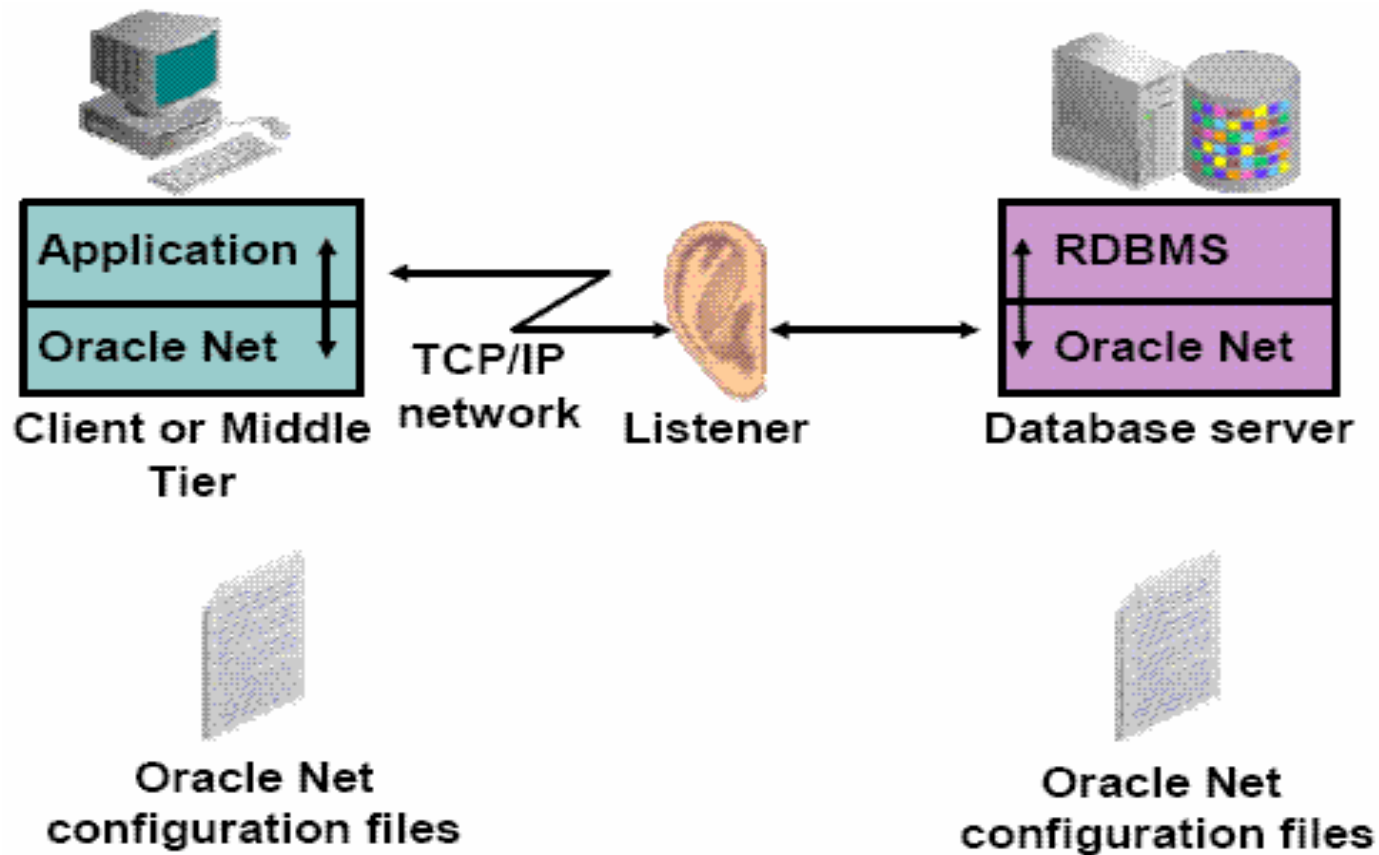 Application
Oracle Net
Client or Middle
Tier
TCP/IP
network
Listener
RDBMS
Oracle Net
Database server
Oracle Net
configuration files
Oracle Net
configuration files